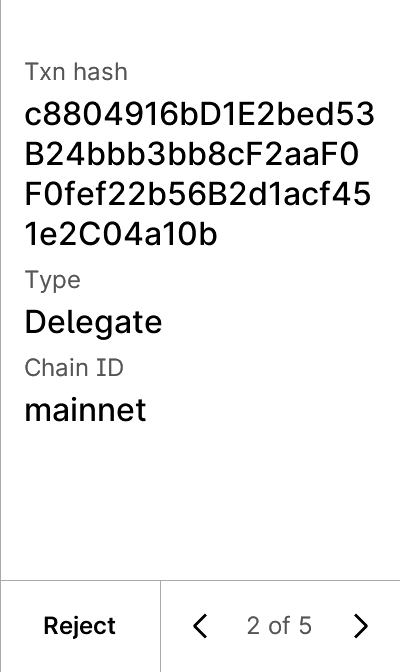 Txn hash
c8804916bD1E2bed53
B24bbb3bb8cF2aaF0
F0fef22b56B2d1acf45
1e2C04a10b
Type
Delegate
Chain ID
mainnet
Reject
2 of 5